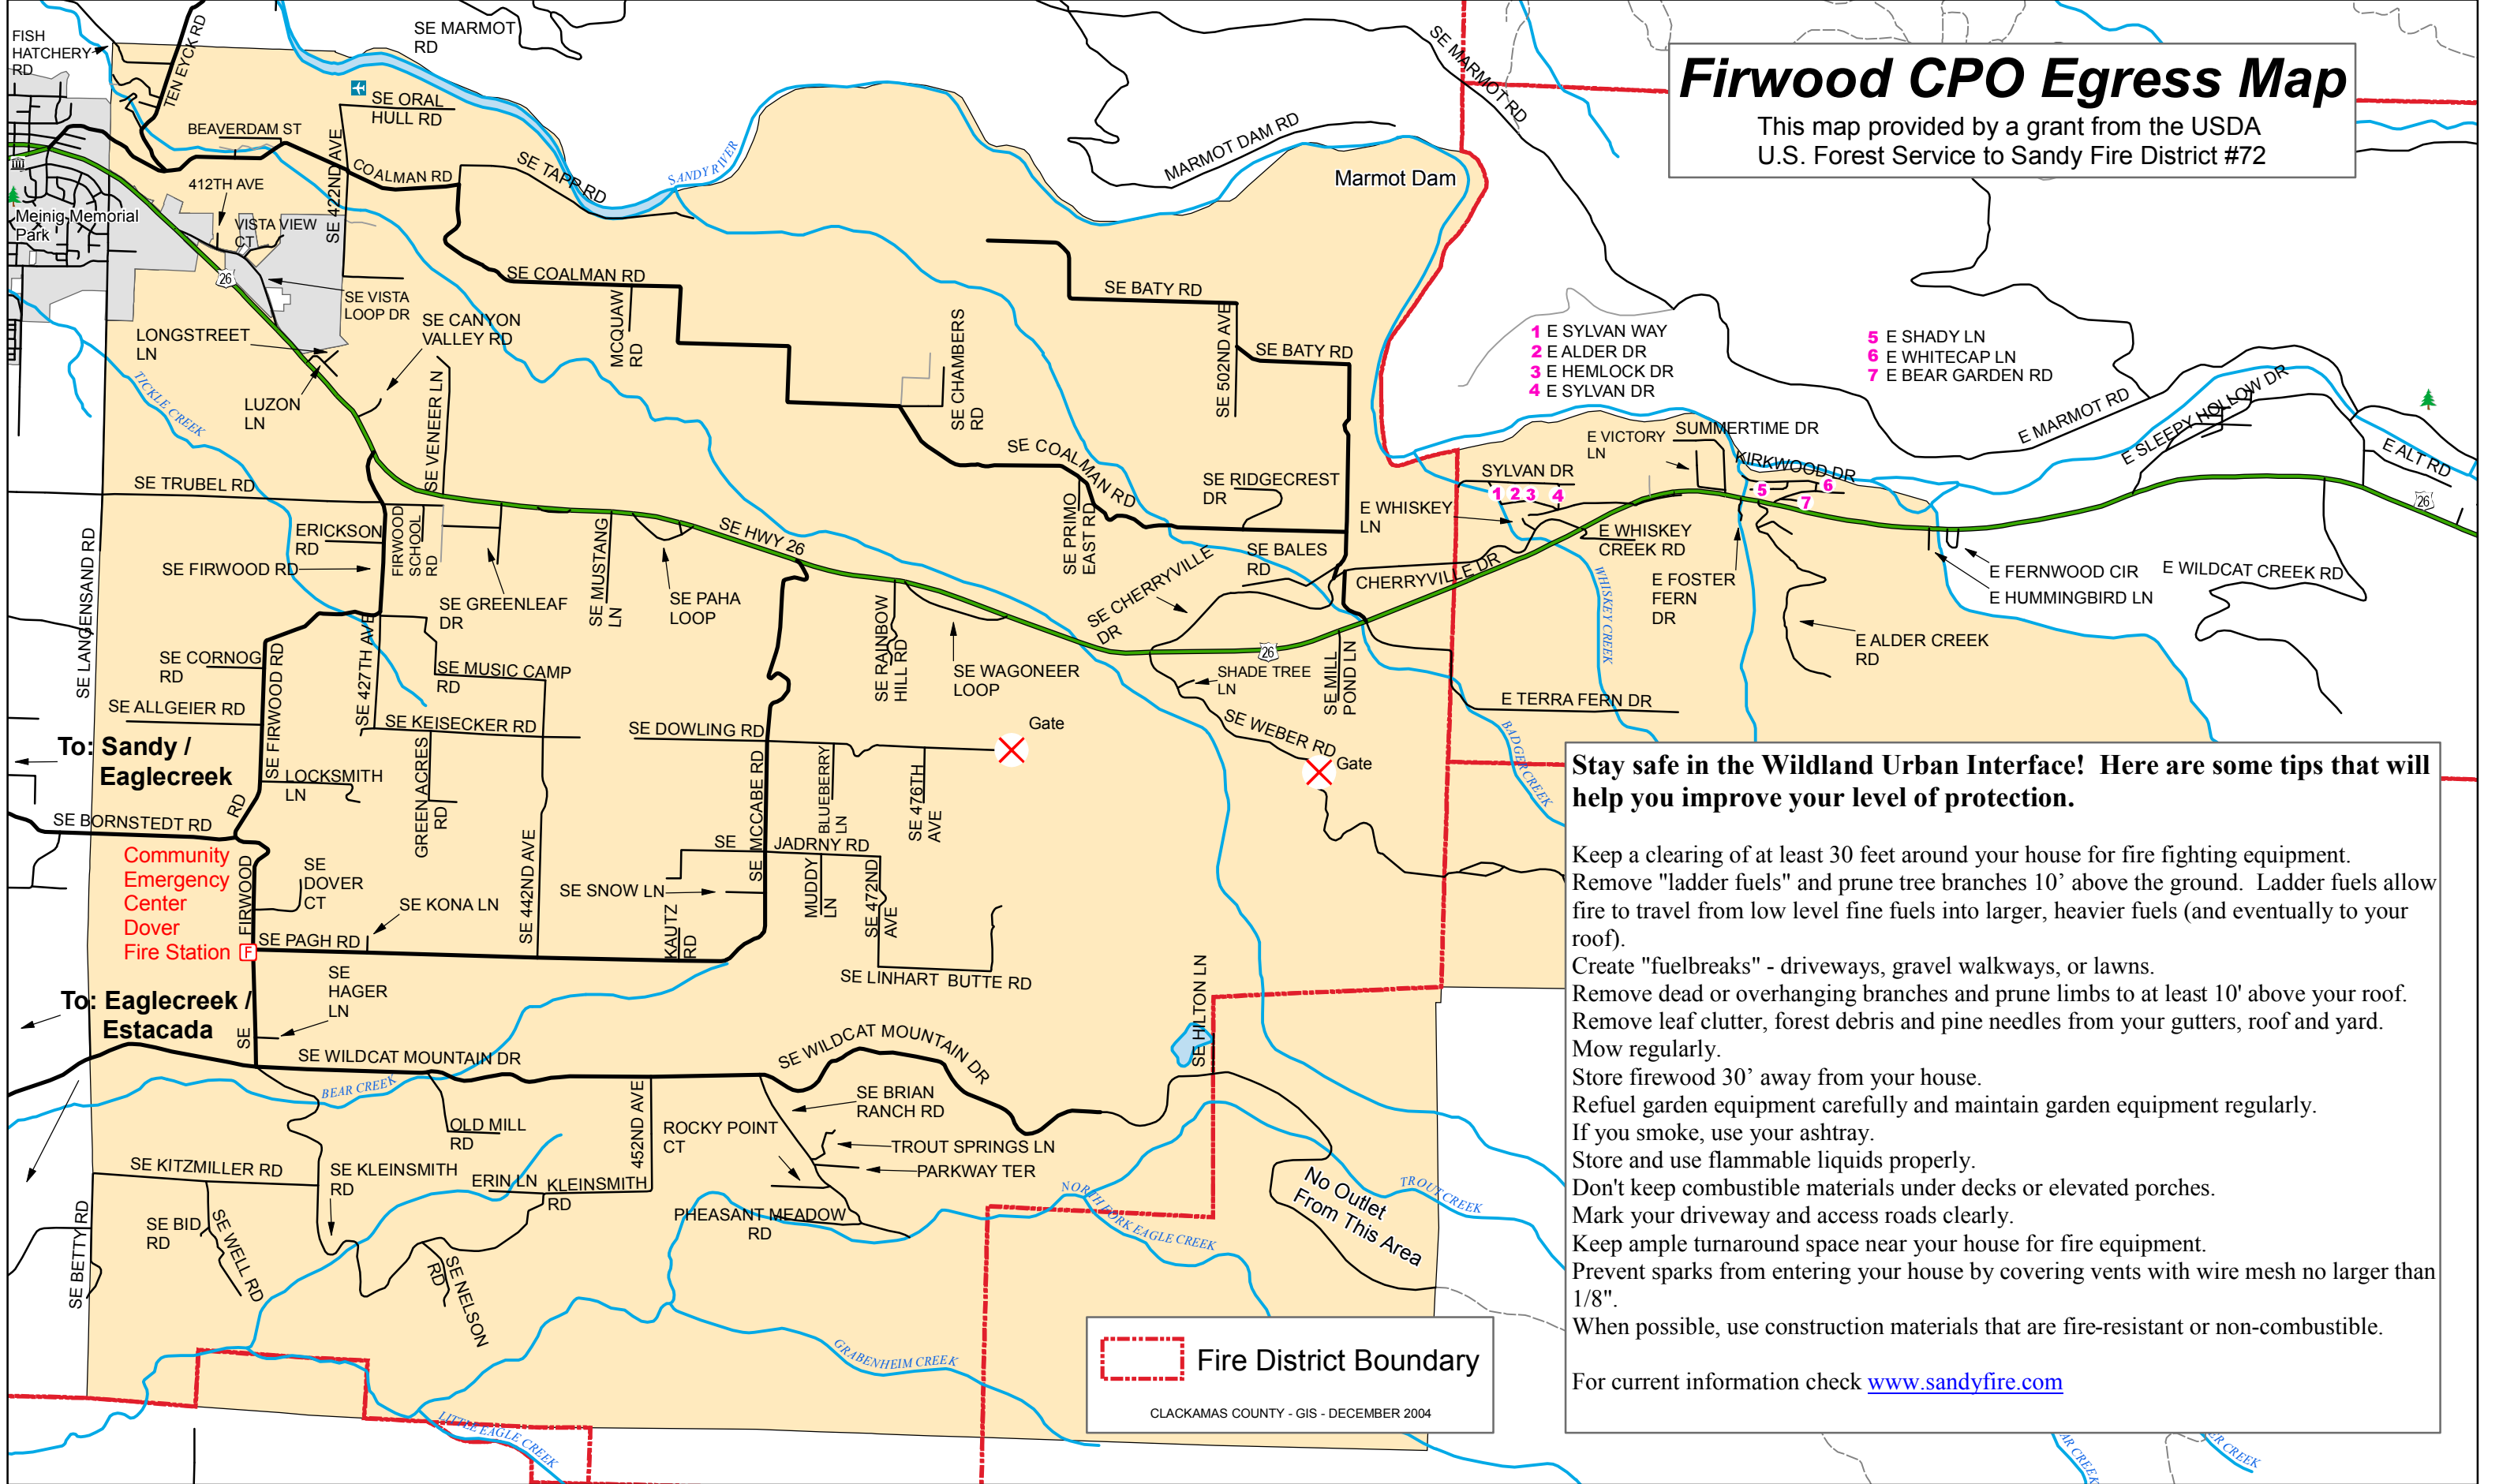 Firwood CPO Egress Map
This map provided by a grant from the USDA
U.S. Forest Service to Sandy Fire District #72
FISH
HATCHERY
RD
TEN EYCK RD
SE MARMOT
RD
SE ORAL
HULL RD
BEAVERDAM ST
SE 422ND AVE
COALMAN RD
SE TAPP RD
SANDY RIVER
MARMOT DAM RD
SE MARMOT RD
SE MARMOT RD
Marmot Dam
412TH AVE
Meinig Memorial
Park
VISTA VIEW
CT
26
SE VISTA
LOOP DR
SE COALMAN RD
MCQUAW
RD
SE BATY RD
SE 502ND AVE
SE BATY RD
LONGSTREET
LN
SE CANYON
VALLEY RD
LUZON
LN
TICKLE CREEK
SE VENEER LN
SE CHAMBERS
RD
1 E SYLVAN WAY
2 E ALDER DR
3 E HEMLOCK DR
4 E SYLVAN DR
5 E SHADY LN
6 E WHITECAP LN
7 E BEAR GARDEN RD
E MARMOT RD
E SLEEPY HOLLOW DR
E ALT RD
26
SE COALMAN RD
SE RIDGECREST
DR
E VICTORY
LN
SUMMERTIME DR
KIRKWOOD DR
SYLVAN DR
1 2 3 4
5 6
7
SE TRUBEL RD
SE LANGENSAND RD
ERICKSON
RD
FIRWOOD
SCHOOL
RD
SE FIRWOOD RD
SE GREENLEAF
DR
SE MUSTANG
LN
SE PAHA
LOOP
SE HWY 26
SE PRIMO
EAST RD
SE BALES
RD
SE CHERRYVILLE
DR
E WHISKEY
LN
E WHISKEY
CREEK RD
CHERRYVILLE DR
WHISKEY CREEK
E FOSTER
FERN
DR
E FERNWOOD CIR
E HUMMINGBIRD LN
E WILDCAT CREEK RD
E ALDER CREEK
RD
SE CORNOG
RD
SE FIRWOOD RD
SE 427TH AVE
SE MUSIC CAMP
RD
SE RAINBOW
HILL RD
SE WAGONEER
LOOP
26
SHADE TREE
LN
SE MILL
POND LN
E TERRA FERN DR
BADGER CREEK
SE ALLGEIER RD
SE KEISECKER RD
SE DOWLING RD
Gate
SE WEBER RD
Gate
To: Sandy /
Eaglecreek
LOCKSMITH
LN
GREEN ACRES
RD
SE MCCABE RD
BLUEBERRY
LN
SE 476TH
AVE
SE BORNSTEDT RD
RD
Community
Emergency
Center
Dover
Fire Station F
FIRWOOD
SE
SE
DOVER
CT
SE KONA LN
SE 442ND AVE
SE SNOW LN
SE JADRNY RD
MUDDY
LN
SE 472ND
AVE
KAUTZ
RD
SE PAGH RD
SE LINHART BUTTE RD
SE HILTON LN
To: Eaglecreek /
Estacada
SE
HAGER
LN
SE WILDCAT MOUNTAIN DR
SE WILDCAT MOUNTAIN DR
BEAR CREEK
OLD MILL
RD
452ND AVE
ROCKY POINT
CT
SE BRIAN
RANCH RD
TROUT SPRINGS LN
PARKWAY TER
SE KITZMILLER RD
SE KLEINSMITH
RD
ERIN LN
KLEINSMITH
RD
PHEASANT MEADOW
RD
NORTH FORK EAGLE CREEK
TROUT CREEK
No Outlet
From This Area
SE BETTY RD
SE BID
RD
SE WELL RD
SE NELSON
RD
GRABENHEIM CREEK
LITTLE EAGLE CREEK
Fire District Boundary
CLACKAMAS COUNTY - GIS - DECEMBER 2004
Stay safe in the Wildland Urban Interface! Here are some tips that will
help you improve your level of protection.
Keep a clearing of at least 30 feet around your house for fire fighting equipment.
Remove "ladder fuels" and prune tree branches 10’ above the ground. Ladder fuels allow
fire to travel from low level fine fuels into larger, heavier fuels (and eventually to your
roof).
Create "fuelbreaks" - driveways, gravel walkways, or lawns.
Remove dead or overhanging branches and prune limbs to at least 10' above your roof.
Remove leaf clutter, forest debris and pine needles from your gutters, roof and yard.
Mow regularly.
Store firewood 30’ away from your house.
Refuel garden equipment carefully and maintain garden equipment regularly.
If you smoke, use your ashtray.
Store and use flammable liquids properly.
Don't keep combustible materials under decks or elevated porches.
Mark your driveway and access roads clearly.
Keep ample turnaround space near your house for fire equipment.
Prevent sparks from entering your house by covering vents with wire mesh no larger than
1/8".
When possible, use construction materials that are fire-resistant or non-combustible.
For current information check www.sandyfire.com
AR CREEK
ER CREEK